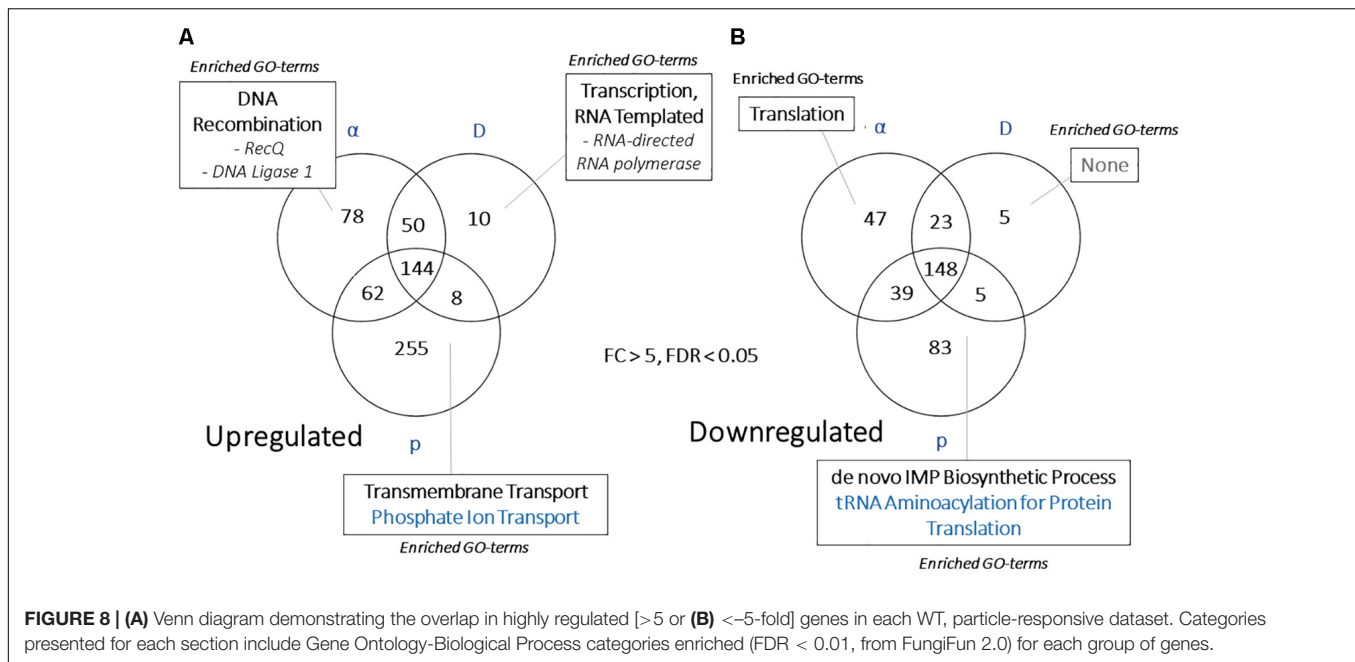 A
Enriched GO-terms
DNA
Recombination
- RecQ
- DNA Ligase 1
α
D
Enriched GO-terms
Transcription,
RNA Templated
- RNA-directed
RNA polymerase
78
50
10
144
62
8
255
Upregulated
p
Transmembrane Transport
Phosphate Ion Transport
Enriched GO-terms
FC > 5, FDR < 0.05
B
Enriched GO-terms
Translation
α
D
Enriched GO-terms
None
47
23
5
148
39
5
83
Downregulated
p
de novo IMP Biosynthetic Process
tRNA Aminoacylation for Protein
Translation
Enriched GO-terms
FIGURE 8 | (A) Venn diagram demonstrating the overlap in highly regulated [>5 or (B) <–5-fold] genes in each WT, particle-responsive dataset. Categories
presented for each section include Gene Ontology-Biological Process categories enriched (FDR < 0.01, from FungiFun 2.0) for each group of genes.